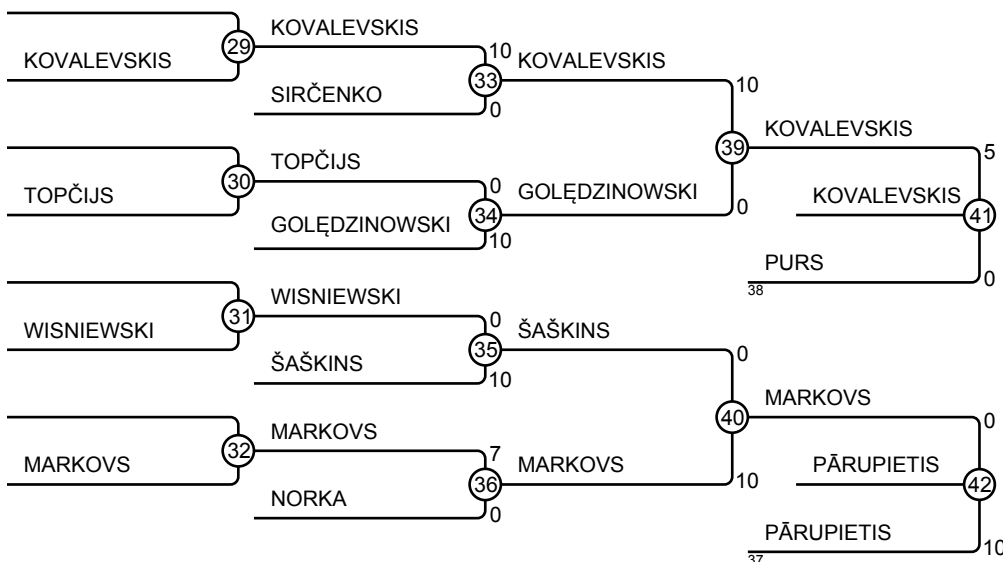 KOVALEVSKIS
29
KOVALEVSKIS
10
33
KOVALEVSKIS
SIRČENKO
0
10
39
KOVALEVSKIS
5
TOPČIJS
30
TOPČIJS
0
34
GOLĘDZINOWSKI
0
KOVALEVSKIS
41
GOLĘDZINOWSKI
10
PURS
38
0
WISNIEWSKI
31
WISNIEWSKI
0
35
ŠAŠKINS
ŠAŠKINS
10
0
40
MARKOVS
0
MARKOVS
32
MARKOVS
7
36
MARKOVS
10
PĀRUPIETIS
42
NORKA
0
PĀRUPIETIS
37
10